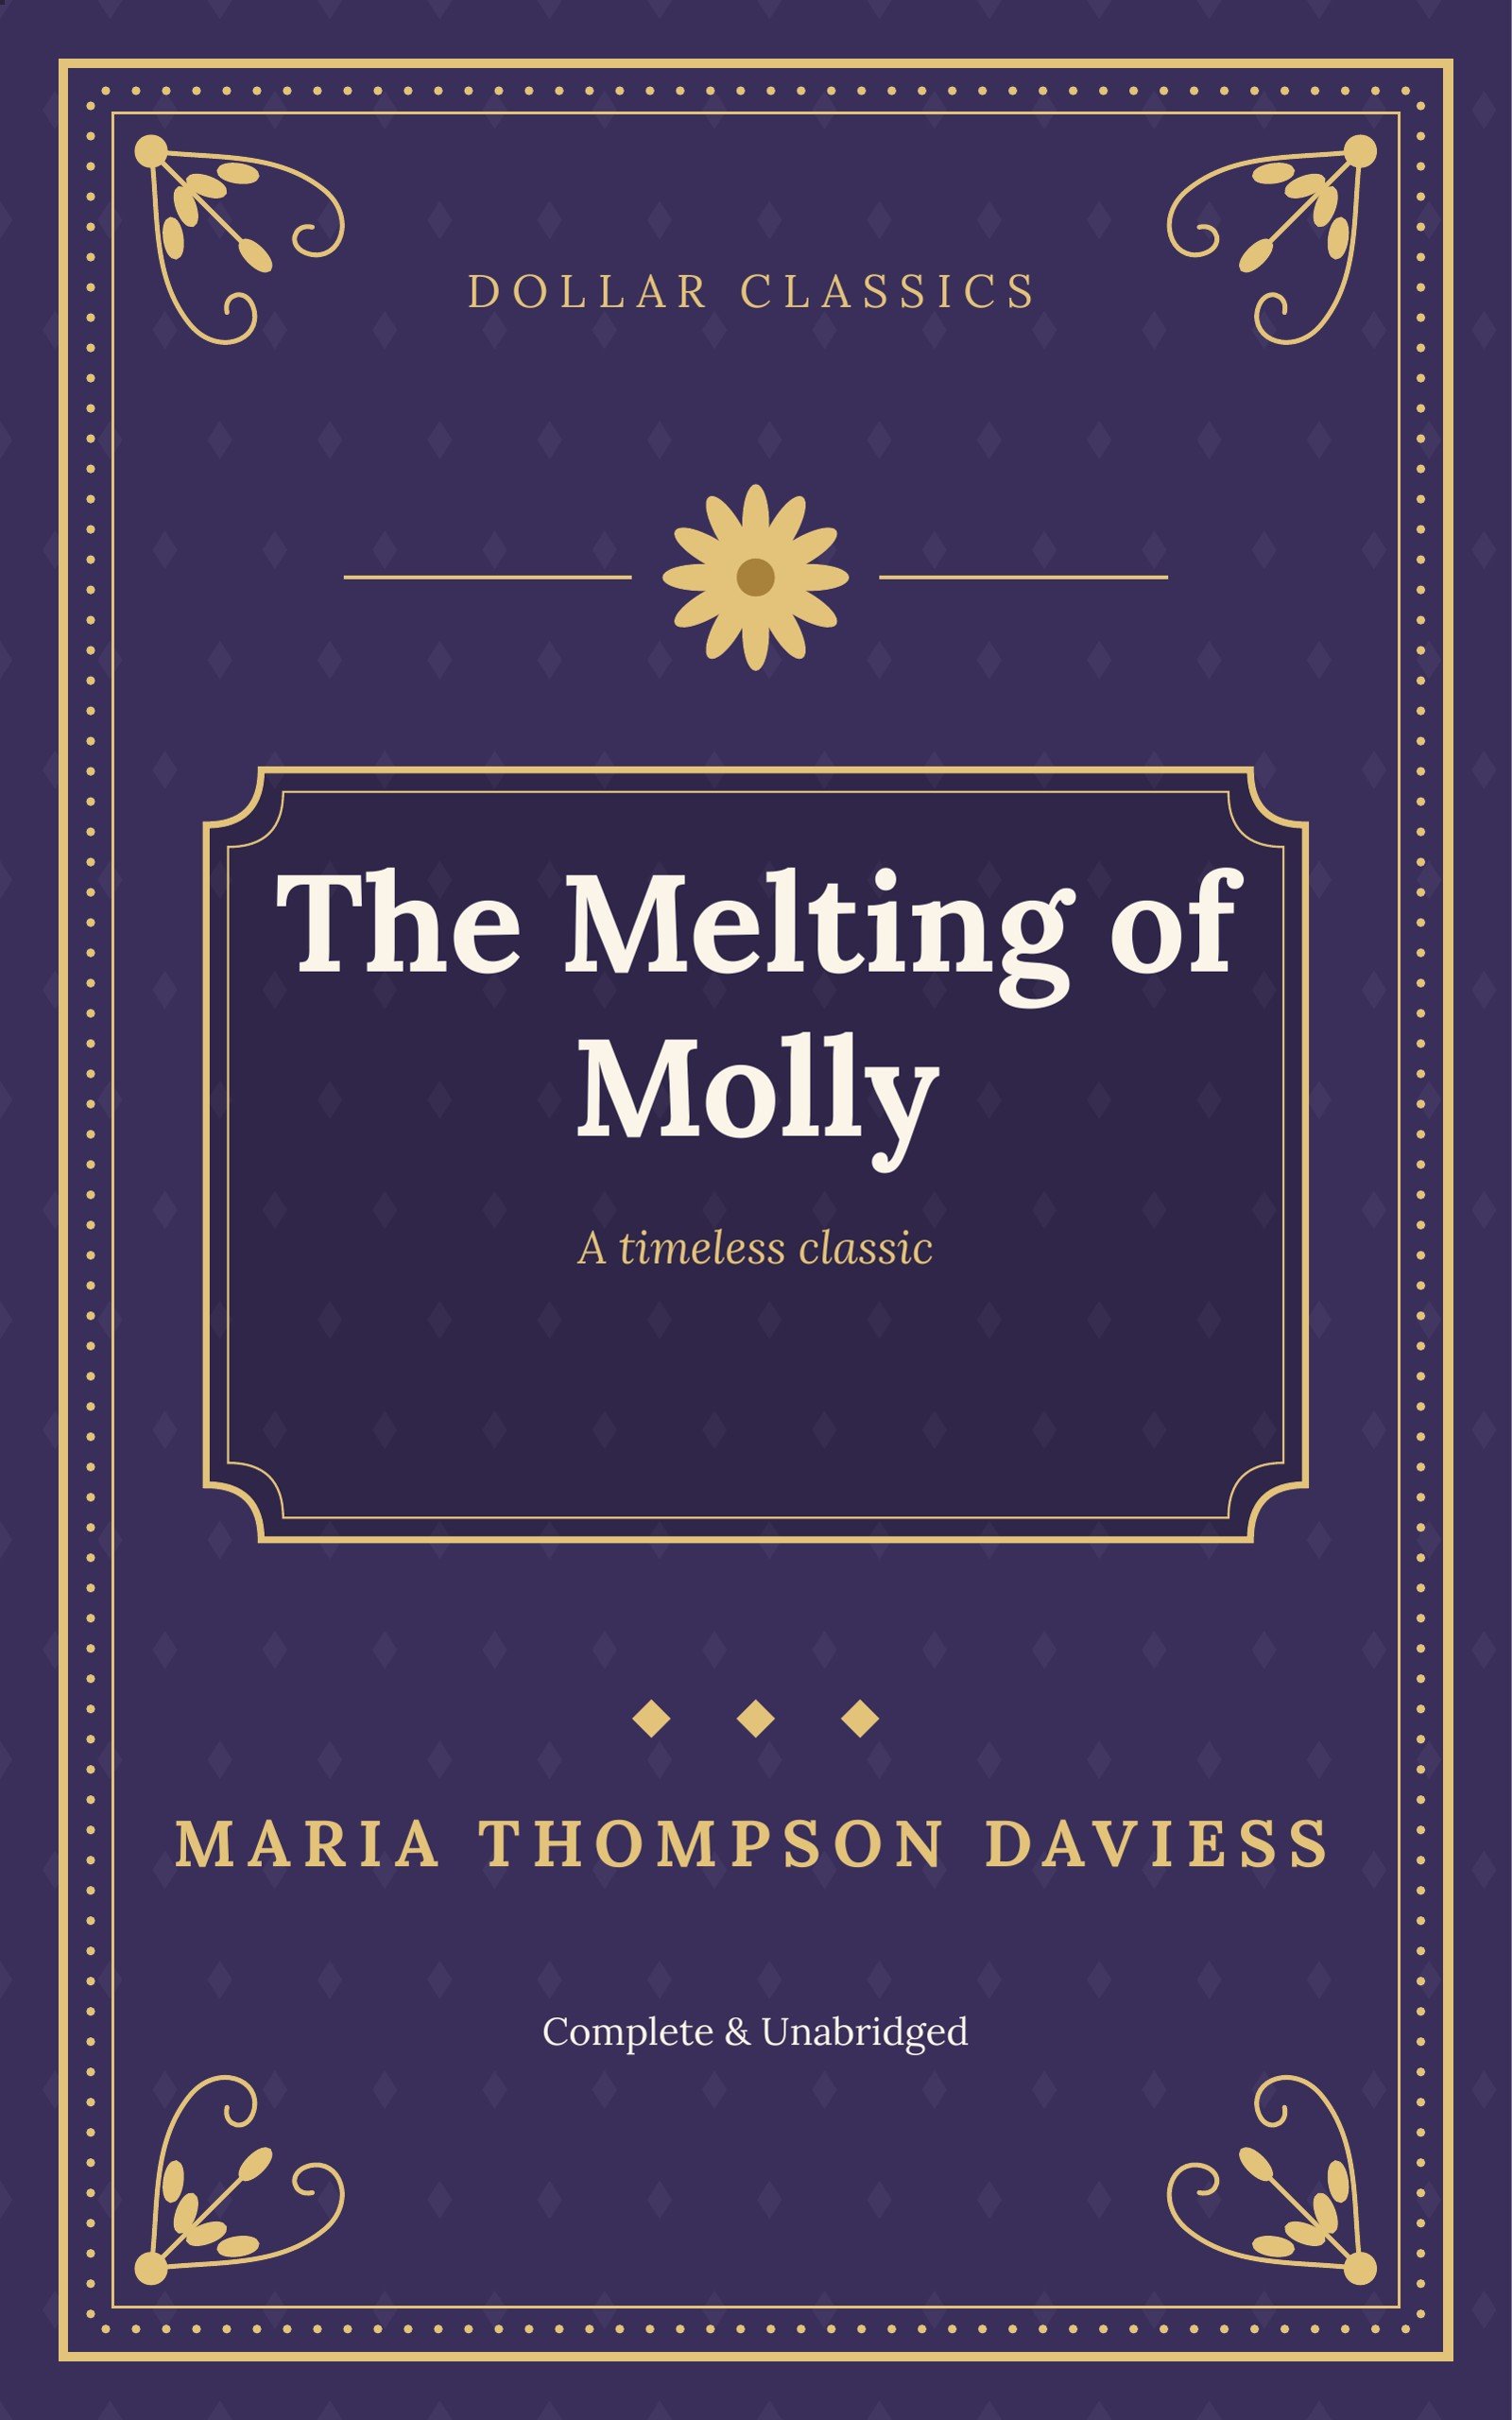 DOLLAR CLASSICS
The Melting of
Molly
A timeless classic
MARIA THOMPSON DAVIESS
Complete & Unabridged